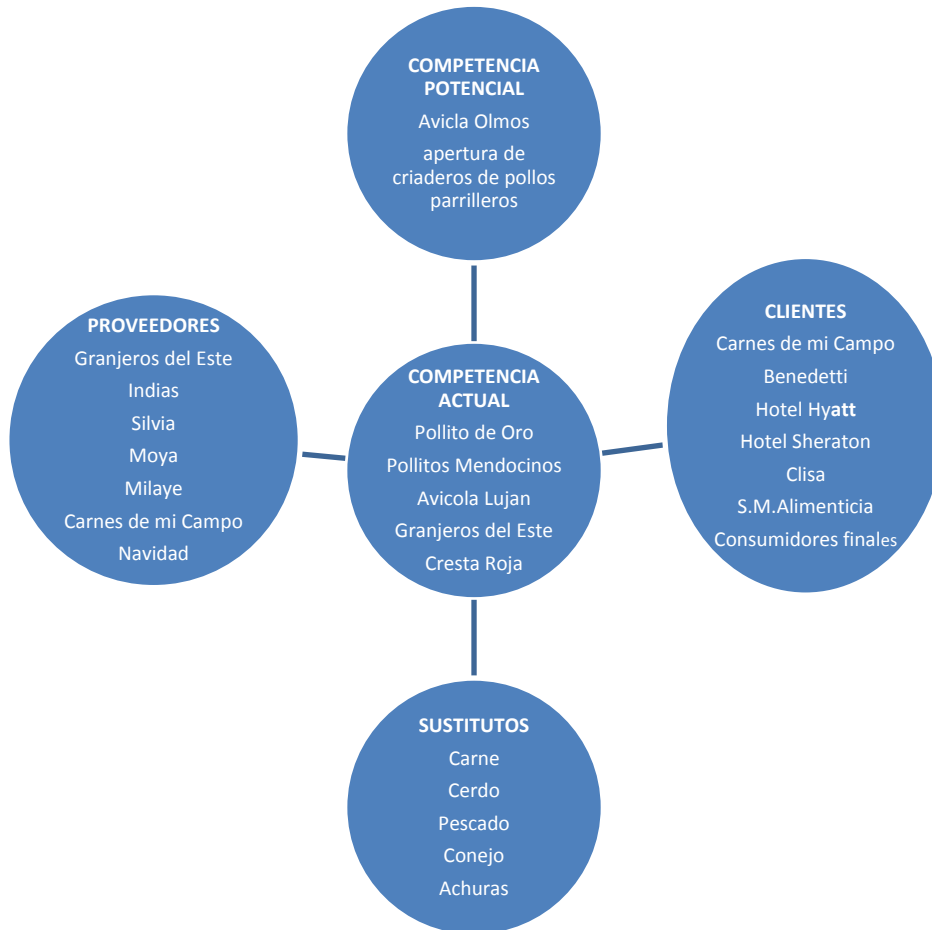 COMPETENCIA
POTENCIAL
Avicla Olmos
apertura de
criaderos de pollos
parrilleros
PROVEEDORES
Granjeros del Este
Indias
Silvia
Moya
Milaye
Carnes de mi Campo
Navidad
COMPETENCIA
ACTUAL
Pollito de Oro
Pollitos Mendocinos
Avicola Lujan
Granjeros del Este
Cresta Roja
CLIENTES
Carnes de mi Campo
Benedetti
Hotel Hyatt
Hotel Sheraton
Clisa
S.M.Alimenticia
Consumidores finales
SUSTITUTOS
Carne
Cerdo
Pescado
Conejo
Achuras